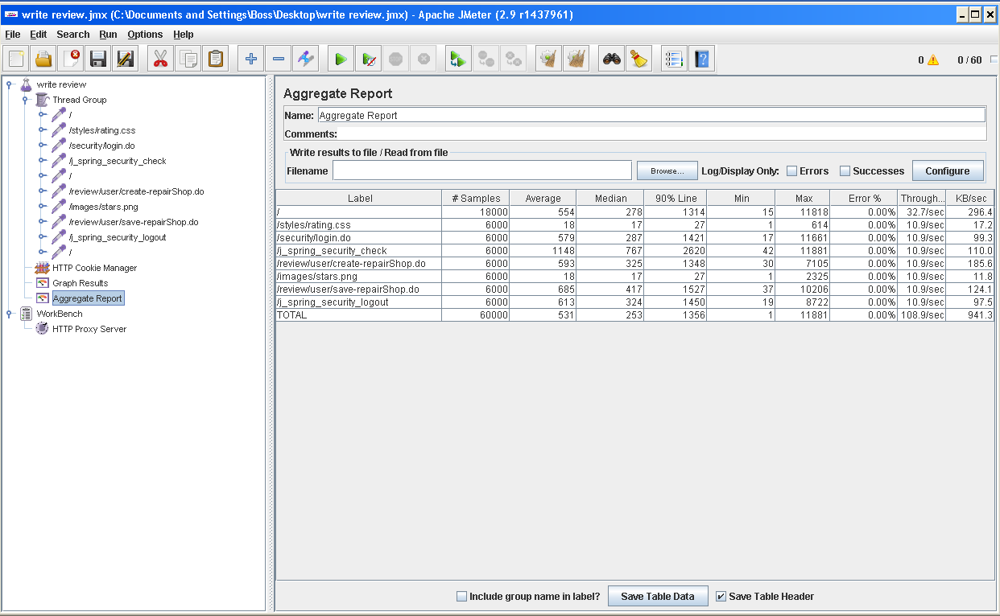 write review.jmx (C:\Documents and Settings\Boss\Desktop\write review.jmx) - Apache JMeter (2.9 r1437961)
File Edit Search Run Options Help
0 0 / 60
write review
Thread Group
/
/styles/rating.css
/security/login.do
/j_spring_security_check
/
/review/user/create-repairShop.do
/images/stars.png
/review/user/save-repairShop.do
/j_spring_security_logout
/
HTTP Cookie Manager
Graph Results
Aggregate Report
WorkBench
HTTP Proxy Server
Aggregate Report
Name: Aggregate Report
Comments:
Write results to file / Read from file
Filename Browse... Log/Display Only: Errors Successes Configure
Label # Samples Average Median 90% Line Min Max Error % Through... KB/sec
/ 18000 554 278 1314 15 11818 0.00% 32.7/sec 296.4
/styles/rating.css 6000 18 17 27 1 614 0.00% 10.9/sec 17.2
/security/login.do 6000 579 287 1421 17 11661 0.00% 10.9/sec 99.3
/j_spring_security_check 6000 1148 767 2620 42 11881 0.00% 10.9/sec 110.0
/review/user/create-repairShop.do 6000 593 325 1348 30 7105 0.00% 10.9/sec 185.6
/images/stars.png 6000 18 17 27 1 2325 0.00% 10.9/sec 11.8
/review/user/save-repairShop.do 6000 685 417 1527 37 10206 0.00% 10.9/sec 124.1
/j_spring_security_logout 6000 613 324 1450 19 8722 0.00% 10.9/sec 97.5
TOTAL 60000 531 253 1356 1 11881 0.00% 108.9/sec 941.3
Include group name in label? Save Table Data Save Table Header